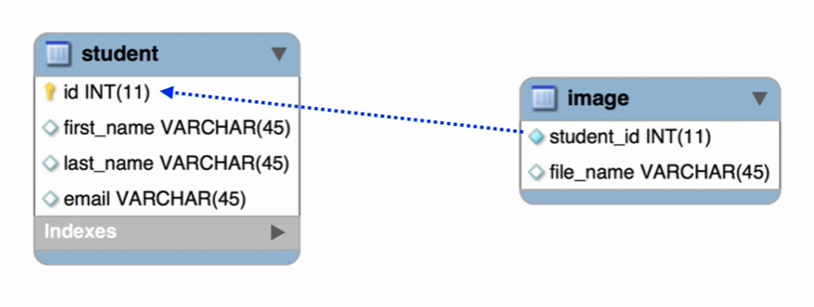 student
id INT(11)
first_name VARCHAR(45)
last_name VARCHAR(45)
email VARCHAR(45)
Indexes
image
student_id INT(11)
file_name VARCHAR(45)